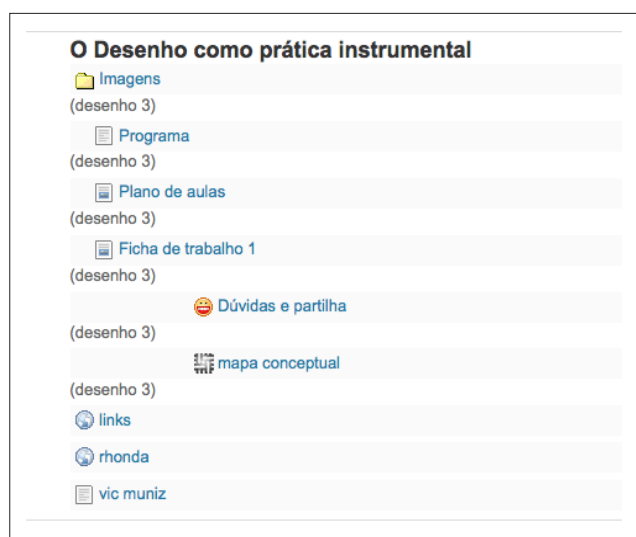 O Desenho como prática instrumental
Imagens
(desenho 3)
Programa
(desenho 3)
Plano de aulas
(desenho 3)
Ficha de trabalho 1
(desenho 3)
Dúvidas e partilha
(desenho 3)
mapa conceptual
(desenho 3)
links
rhonda
vic muniz